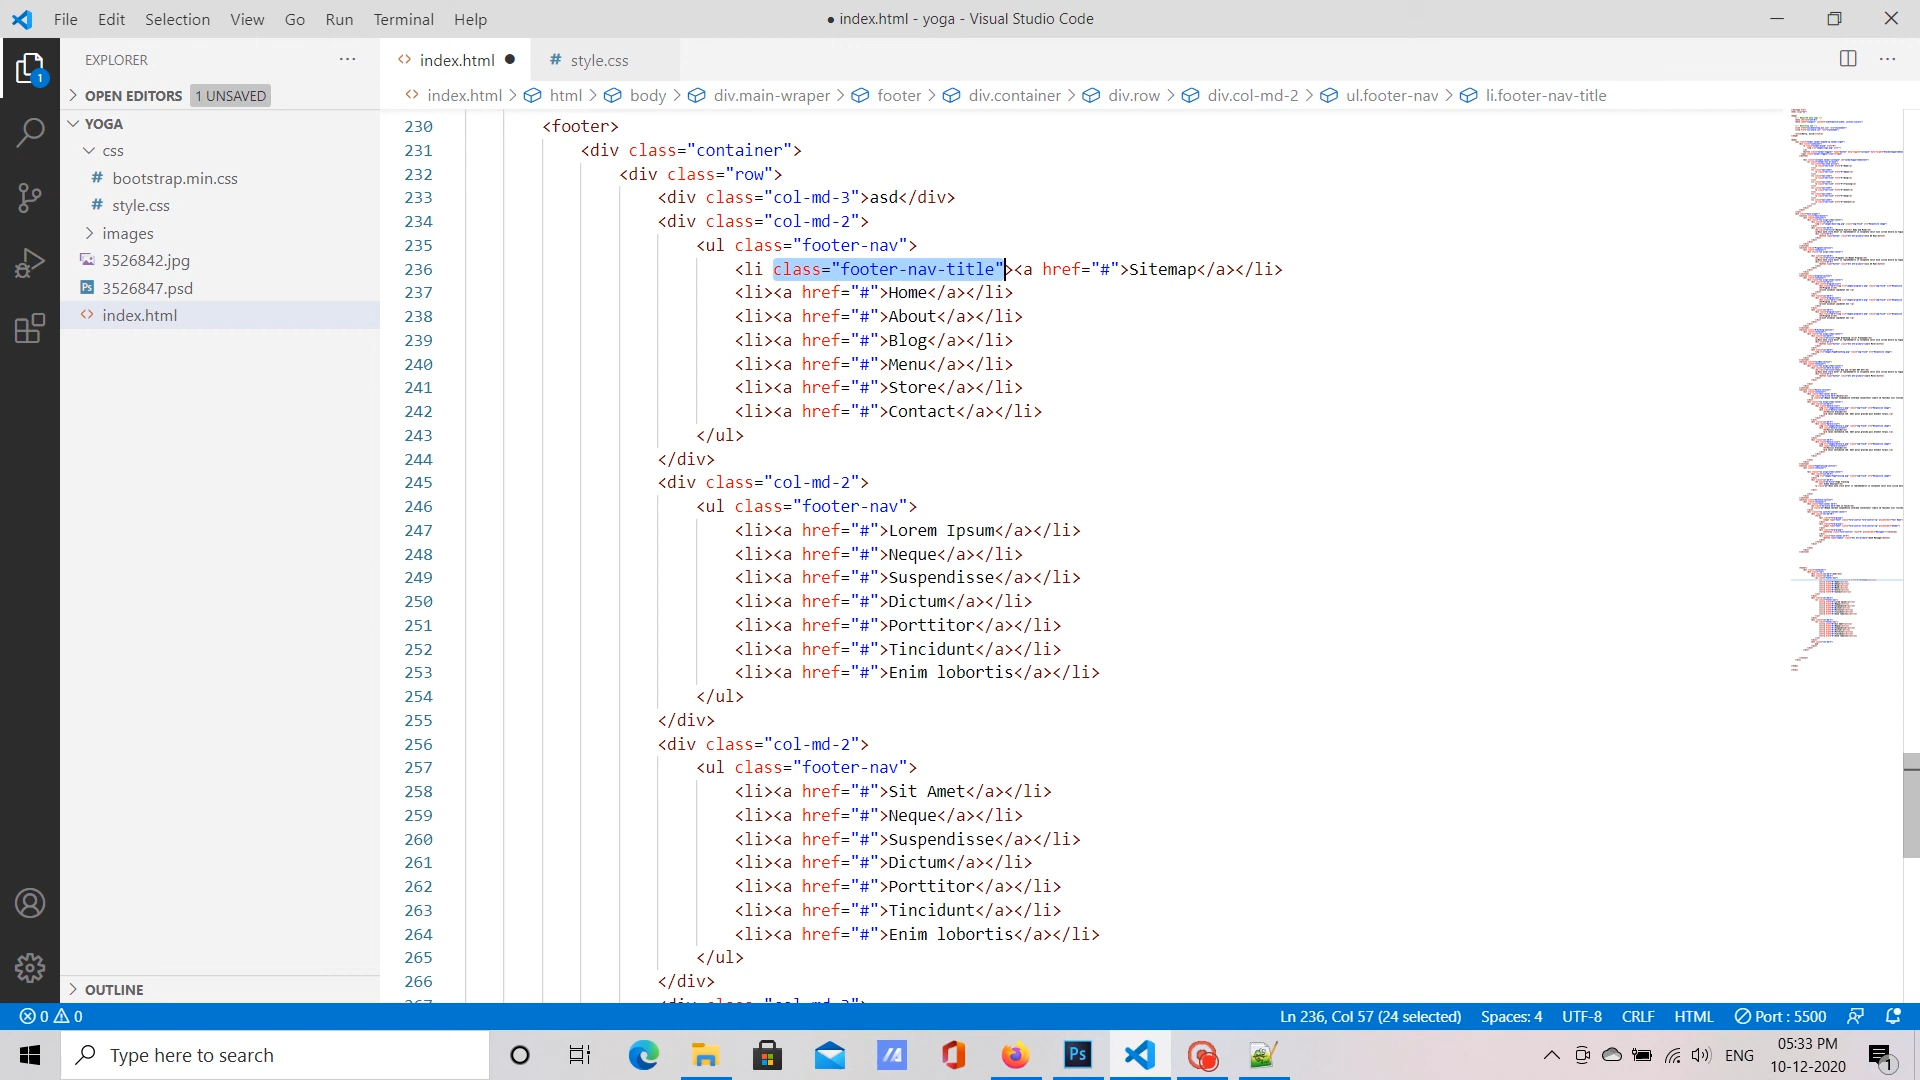 File Edit Selection View Go Run Terminal Help
● index.html - yoga - Visual Studio Code
EXPLORER
index.html
style.css
OPEN EDITORS 1 UNSAVED
index.html > html > body > div.main-wraper > footer > div.container > div.row > div.col-md-2 > ul.footer-nav > li.footer-nav-title
YOGA
css
bootstrap.min.css
style.css
images
3526842.jpg
3526847.psd
index.html
230 <footer>
231 <div class="container">
232 <div class="row">
233 <div class="col-md-3">asd</div>
234 <div class="col-md-2">
235 <ul class="footer-nav">
236 <li class="footer-nav-title"><a href="#">Sitemap</a></li>
237 <li><a href="#">Home</a></li>
238 <li><a href="#">About</a></li>
239 <li><a href="#">Blog</a></li>
240 <li><a href="#">Menu</a></li>
241 <li><a href="#">Store</a></li>
242 <li><a href="#">Contact</a></li>
243 </ul>
244 </div>
245 <div class="col-md-2">
246 <ul class="footer-nav">
247 <li><a href="#">Lorem Ipsum</a></li>
248 <li><a href="#">Neque</a></li>
249 <li><a href="#">Suspendisse</a></li>
250 <li><a href="#">Dictum</a></li>
251 <li><a href="#">Porttitor</a></li>
252 <li><a href="#">Tincidunt</a></li>
253 <li><a href="#">Enim lobortis</a></li>
254 </ul>
255 </div>
256 <div class="col-md-2">
257 <ul class="footer-nav">
258 <li><a href="#">Sit Amet</a></li>
259 <li><a href="#">Neque</a></li>
260 <li><a href="#">Suspendisse</a></li>
261 <li><a href="#">Dictum</a></li>
262 <li><a href="#">Porttitor</a></li>
263 <li><a href="#">Tincidunt</a></li>
264 <li><a href="#">Enim lobortis</a></li>
265 </ul>
266 </div>
OUTLINE
0 0
Ln 236, Col 57 (24 selected) Spaces: 4 UTF-8 CRLF HTML Port : 5500
Type here to search
ENG
05:33 PM
10-12-2020